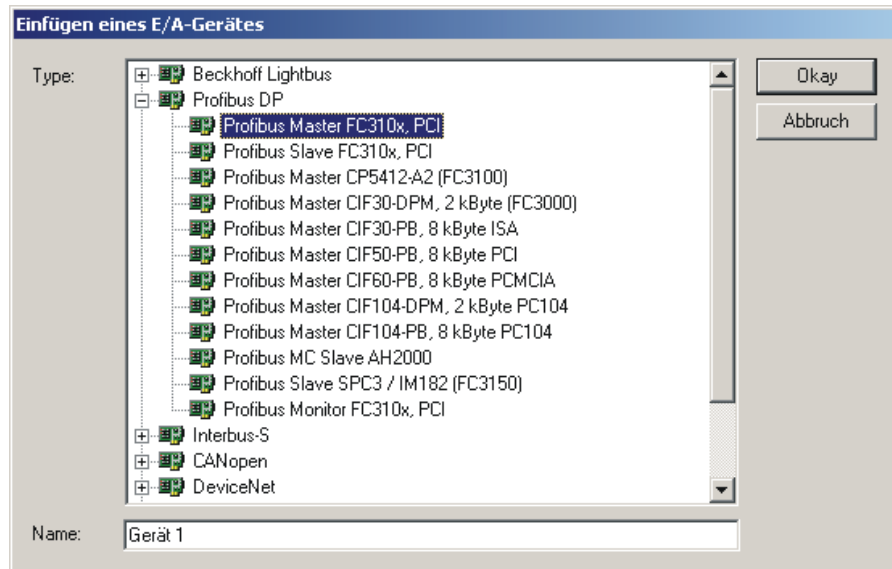 Einfügen eines E/A-Gerätes
Type:
Beckhoff Lightbus
Profibus DP
Profibus Master FC310x, PCI
Profibus Slave FC310x, PCI
Profibus Master CP5412-A2 (FC3100)
Profibus Master CIF30-DPM, 2 kByte (FC3000)
Profibus Master CIF30-PB, 8 kByte ISA
Profibus Master CIF50-PB, 8 kByte PCI
Profibus Master CIF60-PB, 8 kByte PCMCIA
Profibus Master CIF104-DPM, 2 kByte PC104
Profibus Master CIF104-PB, 8 kByte PC104
Profibus MC Slave AH2000
Profibus Slave SPC3 / IM182 (FC3150)
Profibus Monitor FC310x, PCI
Interbus-S
CANopen
DeviceNet
Okay
Abbruch
Name:
Gerät 1